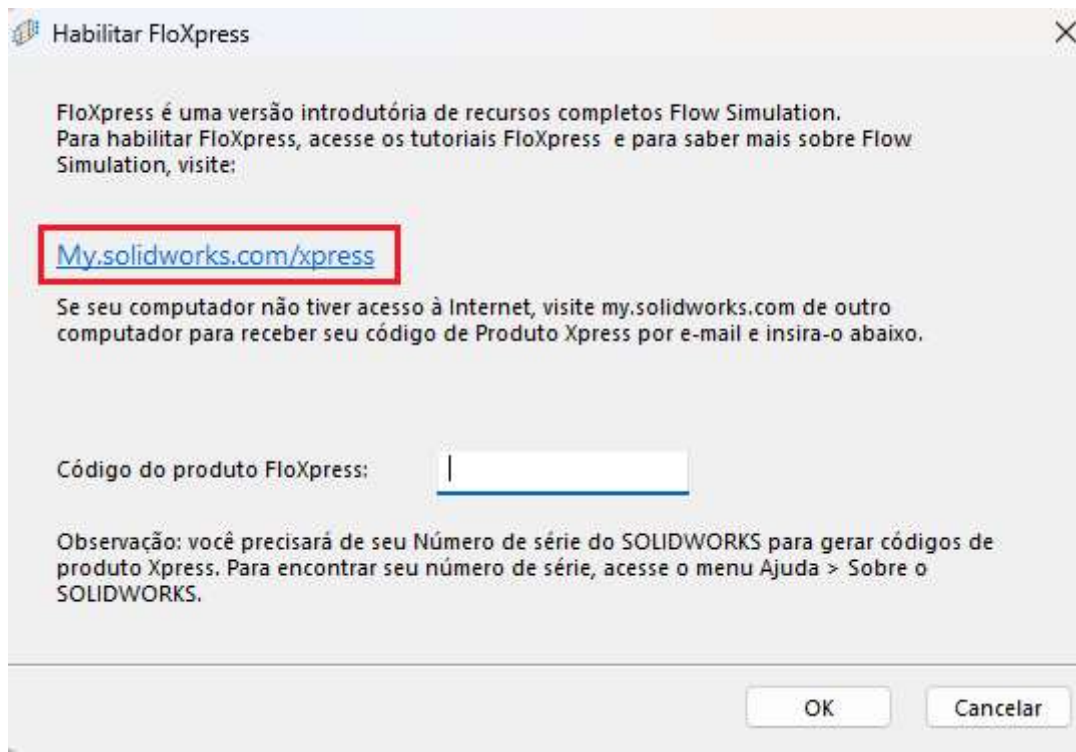 Habilitar FloXpress
FloXpress é uma versão introdutória de recursos completos Flow Simulation.
Para habilitar FloXpress, acesse os tutoriais FloXpress e para saber mais sobre Flow
Simulation, visite:
My.solidworks.com/xpress
Se seu computador não tiver acesso à Internet, visite my.solidworks.com de outro
computador para receber seu código de Produto Xpress por e-mail e insira-o abaixo.
Código do produto FloXpress:
Observação: você precisará de seu Número de série do SOLIDWORKS para gerar códigos de
produto Xpress. Para encontrar seu número de série, acesse o menu Ajuda > Sobre o
SOLIDWORKS.
OK
Cancelar